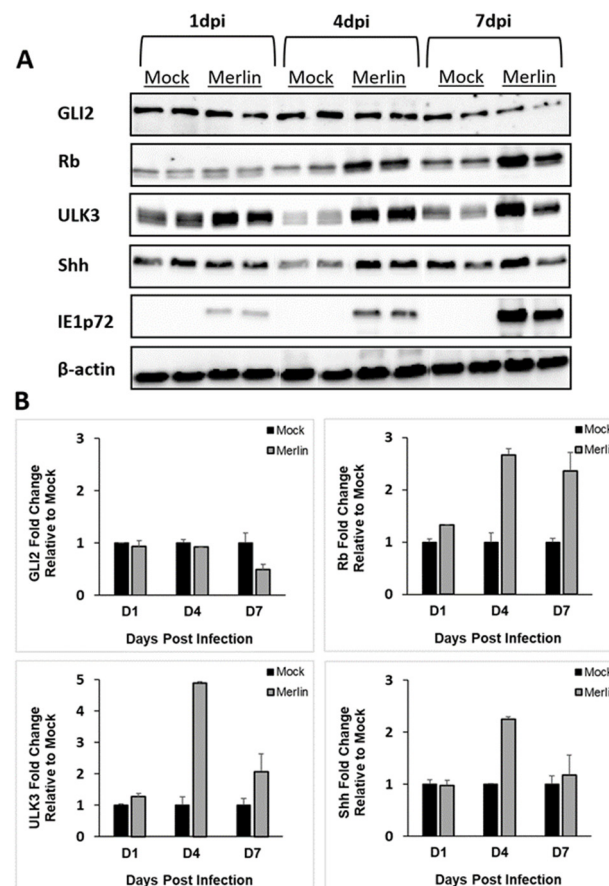 1dpi 4dpi 7dpi
A
Mock Merlin Mock Merlin Mock Merlin
GLI2
Rb
ULK3
Shh
IE1p72
β-actin
B
GLI2 Fold Change
Relative to Mock
3
2
1
0
Mock
Merlin
D1 D4 D7
Days Post Infection
Rb Fold Change
Relative to Mock
3
2
1
0
Mock
Merlin
D1 D4 D7
Days Post Infection
ULK3 Fold Change
Relative to Mock
5
4
3
2
1
0
Mock
Merlin
D1 D4 D7
Days Post Infection
Shh Fold Change
Relative to Mock
3
2
1
0
Mock
Merlin
D1 D4 D7
Days Post Infection